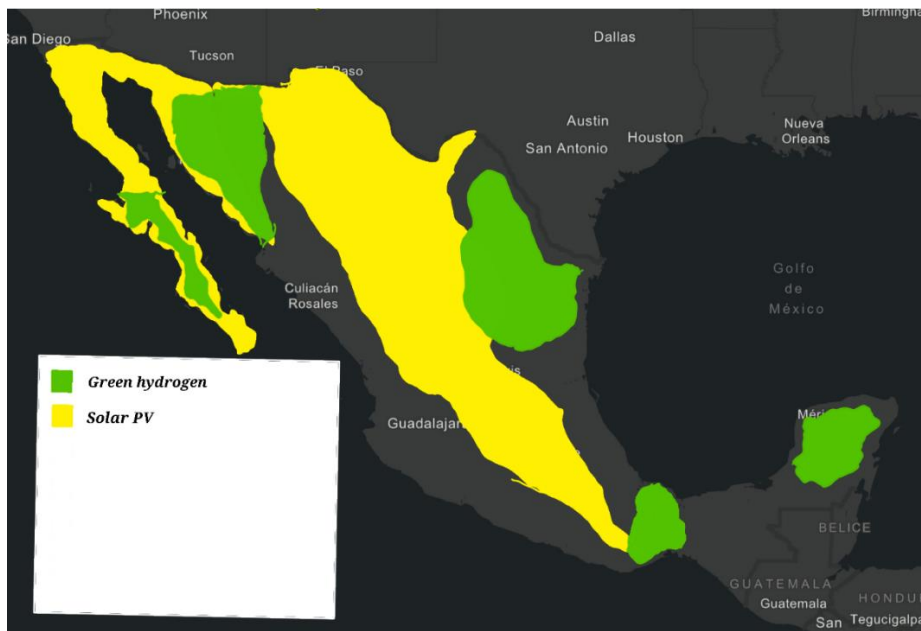 Phoenix
Birmingha
San Diego
Dallas
Tucson
El Paso
Austin
Nueva
Orleans
Houston
San Antonio
Golfo
de
México
Culiacán
Rosales
Green hydrogen
Solar PV
Guadalajar
Méri
BELICE
GUATEMALA
HONDU
Guatemala
San
Tegucigalpa